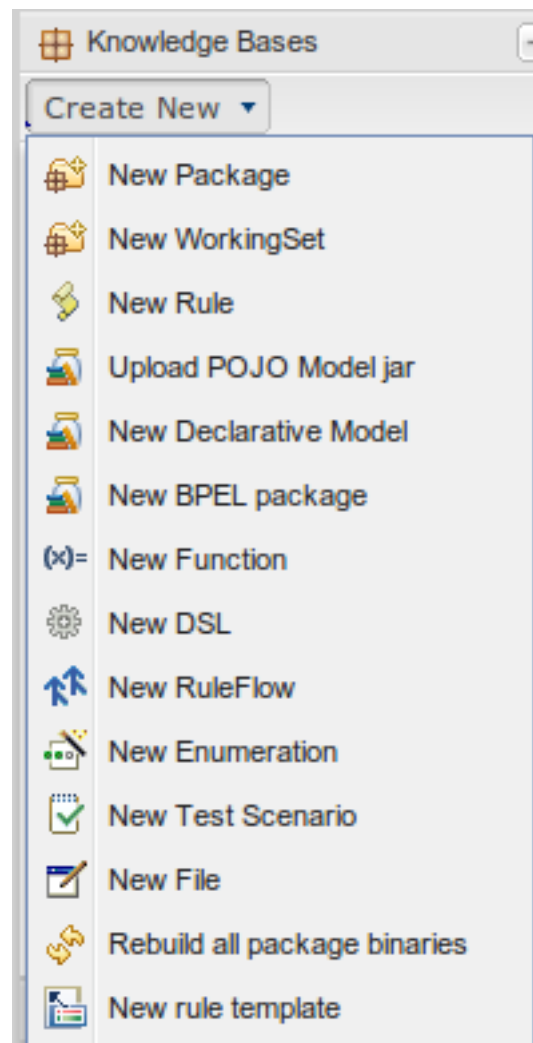 Knowledge Bases
Create New
New Package
New WorkingSet
New Rule
Upload POJO Model jar
New Declarative Model
New BPEL package
(x)= New Function
New DSL
New RuleFlow
New Enumeration
New Test Scenario
New File
Rebuild all package binaries
New rule template